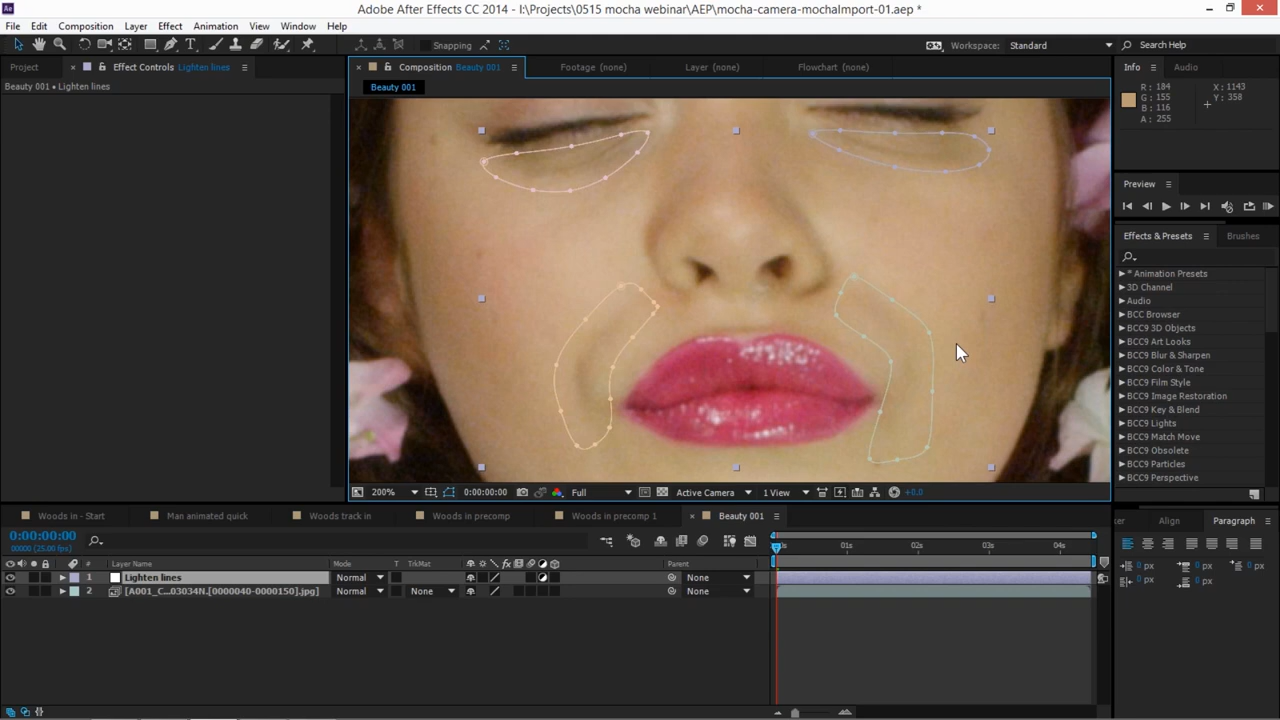 Adobe After Effects CC 2014 - I:\Projects\0515 mocha webinar\AEP\mocha-camera-mochaImport-01.aep *
File Edit Composition Layer Effect Animation View Window Help
Snapping Workspace: Standard Search Help
Project Effect Controls Lighten lines Composition Beauty 001 Footage (none) Layer (none) Flowchart (none) Info Audio
Beauty 001 • Lighten lines Beauty 001
R: 184 X: 1143
G: 155 Y: 358
B: 116
A: 255
Preview
Effects & Presets Brushes
* Animation Presets
3D Channel
Audio
BCC Browser
BCC9 3D Objects
BCC9 Art Looks
BCC9 Blur & Sharpen
BCC9 Color & Tone
BCC9 Film Style
BCC9 Image Restoration
BCC9 Key & Blend
BCC9 Lights
BCC9 Match Move
BCC9 Obsolete
BCC9 Particles
BCC9 Perspective
200% 0:00:00:00 Full Active Camera 1 View +0.0
Woods in - Start Man animated quick Woods track in Woods in precomp Woods in precomp 1 Beauty 001
ker Align Paragraph
0:00:00:00
00000 (25.00 fps)
01s 02s 03s 04s
# Layer Name Mode T TrkMat Parent
1 Lighten lines Normal None
2 [A001_C...03034N.[0000040-0000150].jpg] Normal None None
0 px 0 px 0 px
0 px 0 px